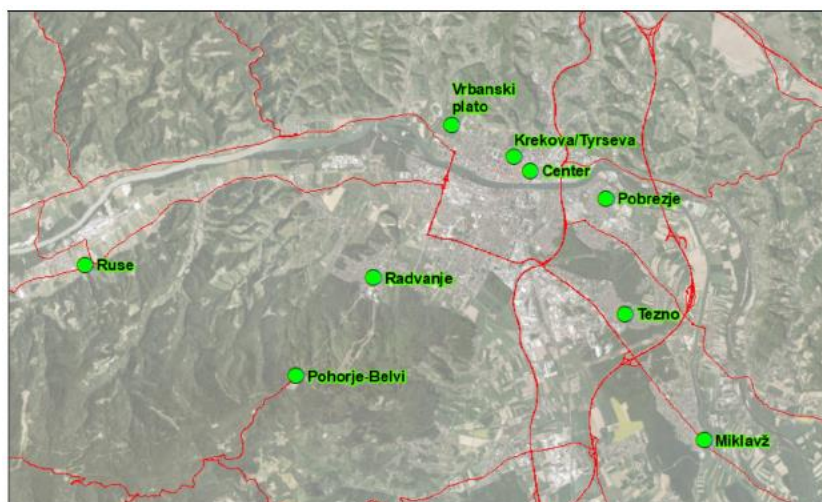 Vrbanski
plato
Krekova/Tyrseva
Center
Pobrezje
Ruse
Radvanje
Tezno
Pohorje-Belvi
Miklavž